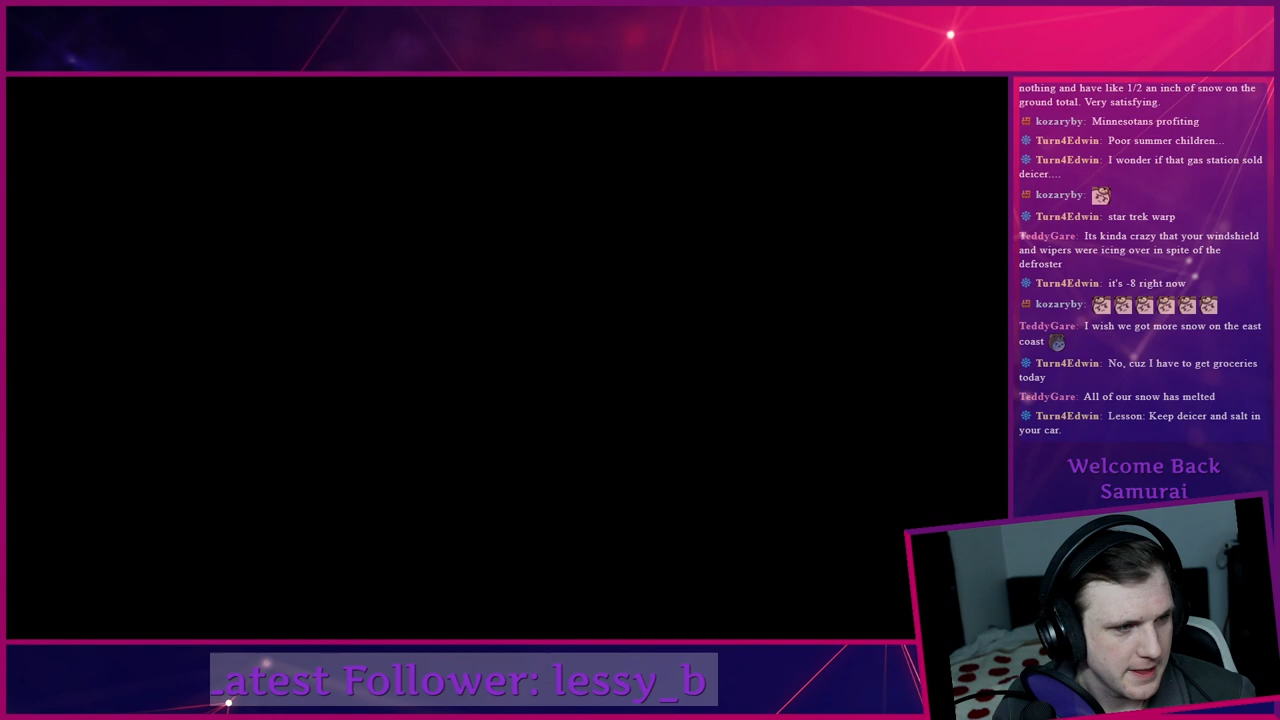 nothing and have like 1/2 an inch of snow on the
ground total. Very satisfying.
kozaryby: Minnesotans profiting
Turn4Edwin: Poor summer children...
Turn4Edwin: I wonder if that gas station sold
deicer....
kozaryby:
Turn4Edwin: star trek warp
TeddyGare: Its kinda crazy that your windshield
and wipers were icing over in spite of the
defroster
Turn4Edwin: it's -8 right now
kozaryby:
TeddyGare: I wish we got more snow on the east
coast
Turn4Edwin: No, cuz I have to get groceries
today
TeddyGare: All of our snow has melted
Turn4Edwin: Lesson: Keep deicer and salt in
your car.
Welcome Back
Samurai
Latest Follower: lessy_b